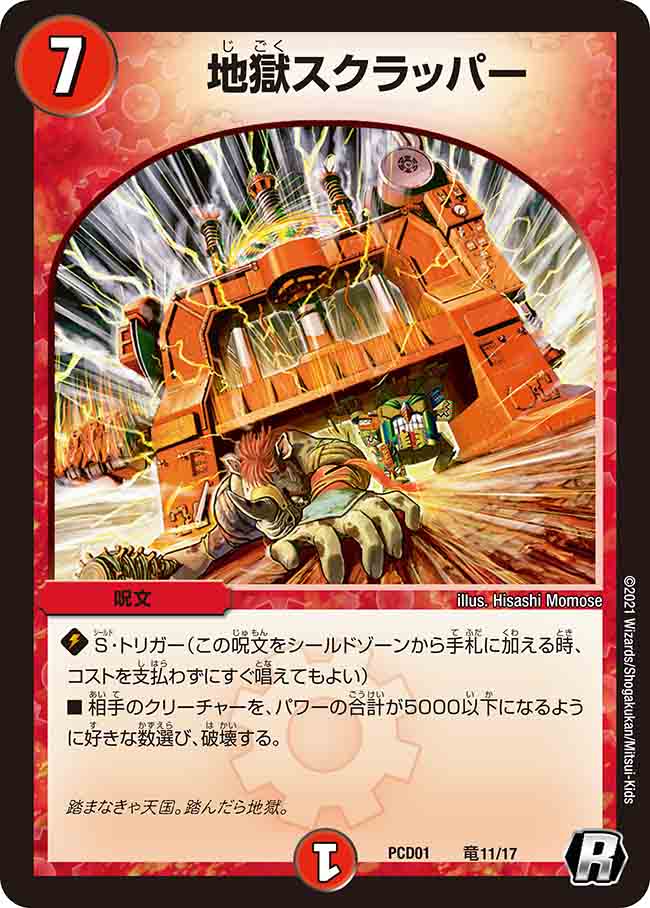 7
じごく
地獄スクラッパー
呪文
illus. Hisashi Momose
S・トリガー(この呪文をシールドゾーンから手札に加える時、
コストを支払わずにすぐ唱えてもよい)
■ 相手のクリーチャーを、パワーの合計が5000以下になるよう
に好きな数選び、破壊する。
踏まなきゃ天国。踏んだら地獄。
1
PCD01 竜11/17
R
©2021 Wizards/Shogakukan/Mitsui-Kids